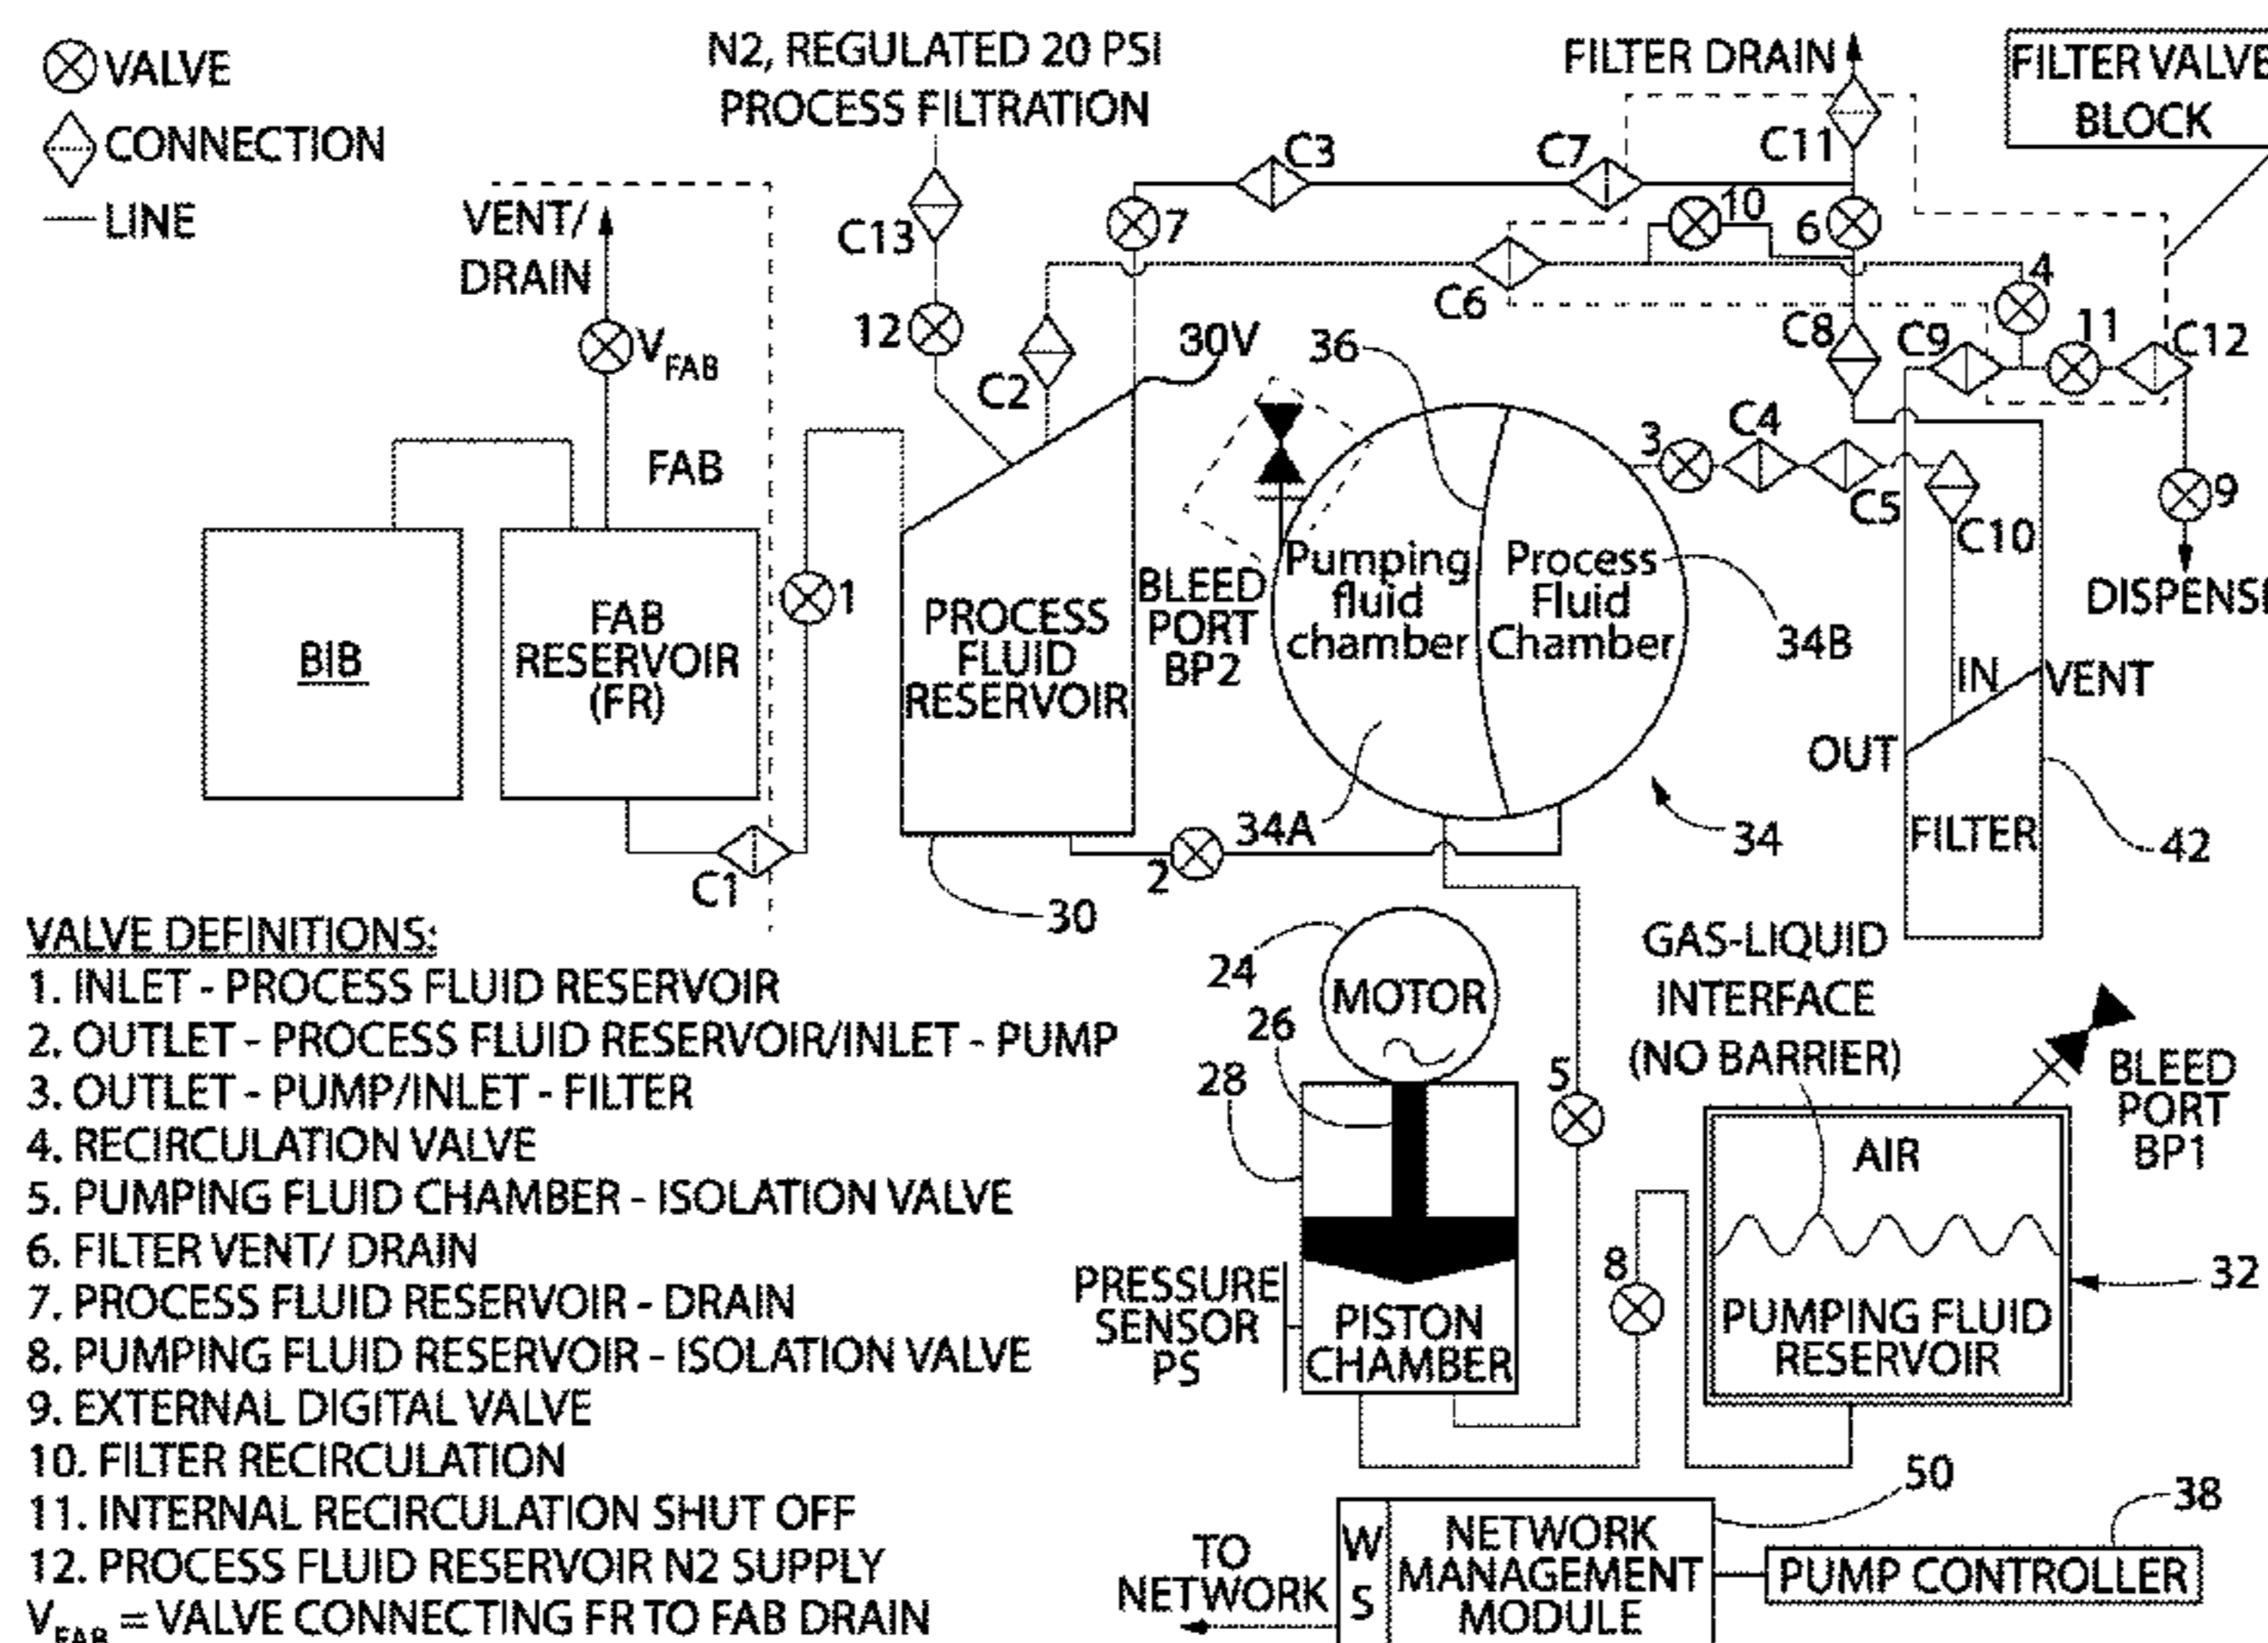 VALVE
CONNECTION
LINE
N2, REGULATED 20 PSI
PROCESS FILTRATION
FILTER DRAIN
FILTER VALVE
BLOCK
C11
C3
C7
C13
7
10
6
VENT/
DRAIN
V FAB
FAB
12
C2
30V
36
C6
C8
C9
4
11
C12
3
C4
C5
C10
9
DISPENSE
BIB
FAB
RESERVOIR
(FR)
1
PROCESS
FLUID
RESERVOIR
BLEED
PORT
BP2
Pumping
fluid
chamber
Process
Fluid
Chamber
34B
IN
VENT
OUT
FILTER
42
34A
34
C1
2
30
VALVE DEFINITIONS:
1. INLET - PROCESS FLUID RESERVOIR
2. OUTLET - PROCESS FLUID RESERVOIR/INLET - PUMP
3. OUTLET - PUMP/INLET - FILTER
4. RECIRCULATION VALVE
5. PUMPING FLUID CHAMBER - ISOLATION VALVE
6. FILTER VENT/ DRAIN
7. PROCESS FLUID RESERVOIR - DRAIN
8. PUMPING FLUID RESERVOIR - ISOLATION VALVE
9. EXTERNAL DIGITAL VALVE
10. FILTER RECIRCULATION
11. INTERNAL RECIRCULATION SHUT OFF
12. PROCESS FLUID RESERVOIR N2 SUPPLY
V FAB = VALVE CONNECTING FR TO FAB DRAIN
24
MOTOR
26
28
5
GAS-LIQUID
INTERFACE
(NO BARRIER)
BLEED
PORT
BP1
AIR
32
8
PRESSURE
SENSOR
PS
PISTON
CHAMBER
PUMPING FLUID
RESERVOIR
50
38
TO
NETWORK
W
S
NETWORK
MANAGEMENT
MODULE
PUMP CONTROLLER